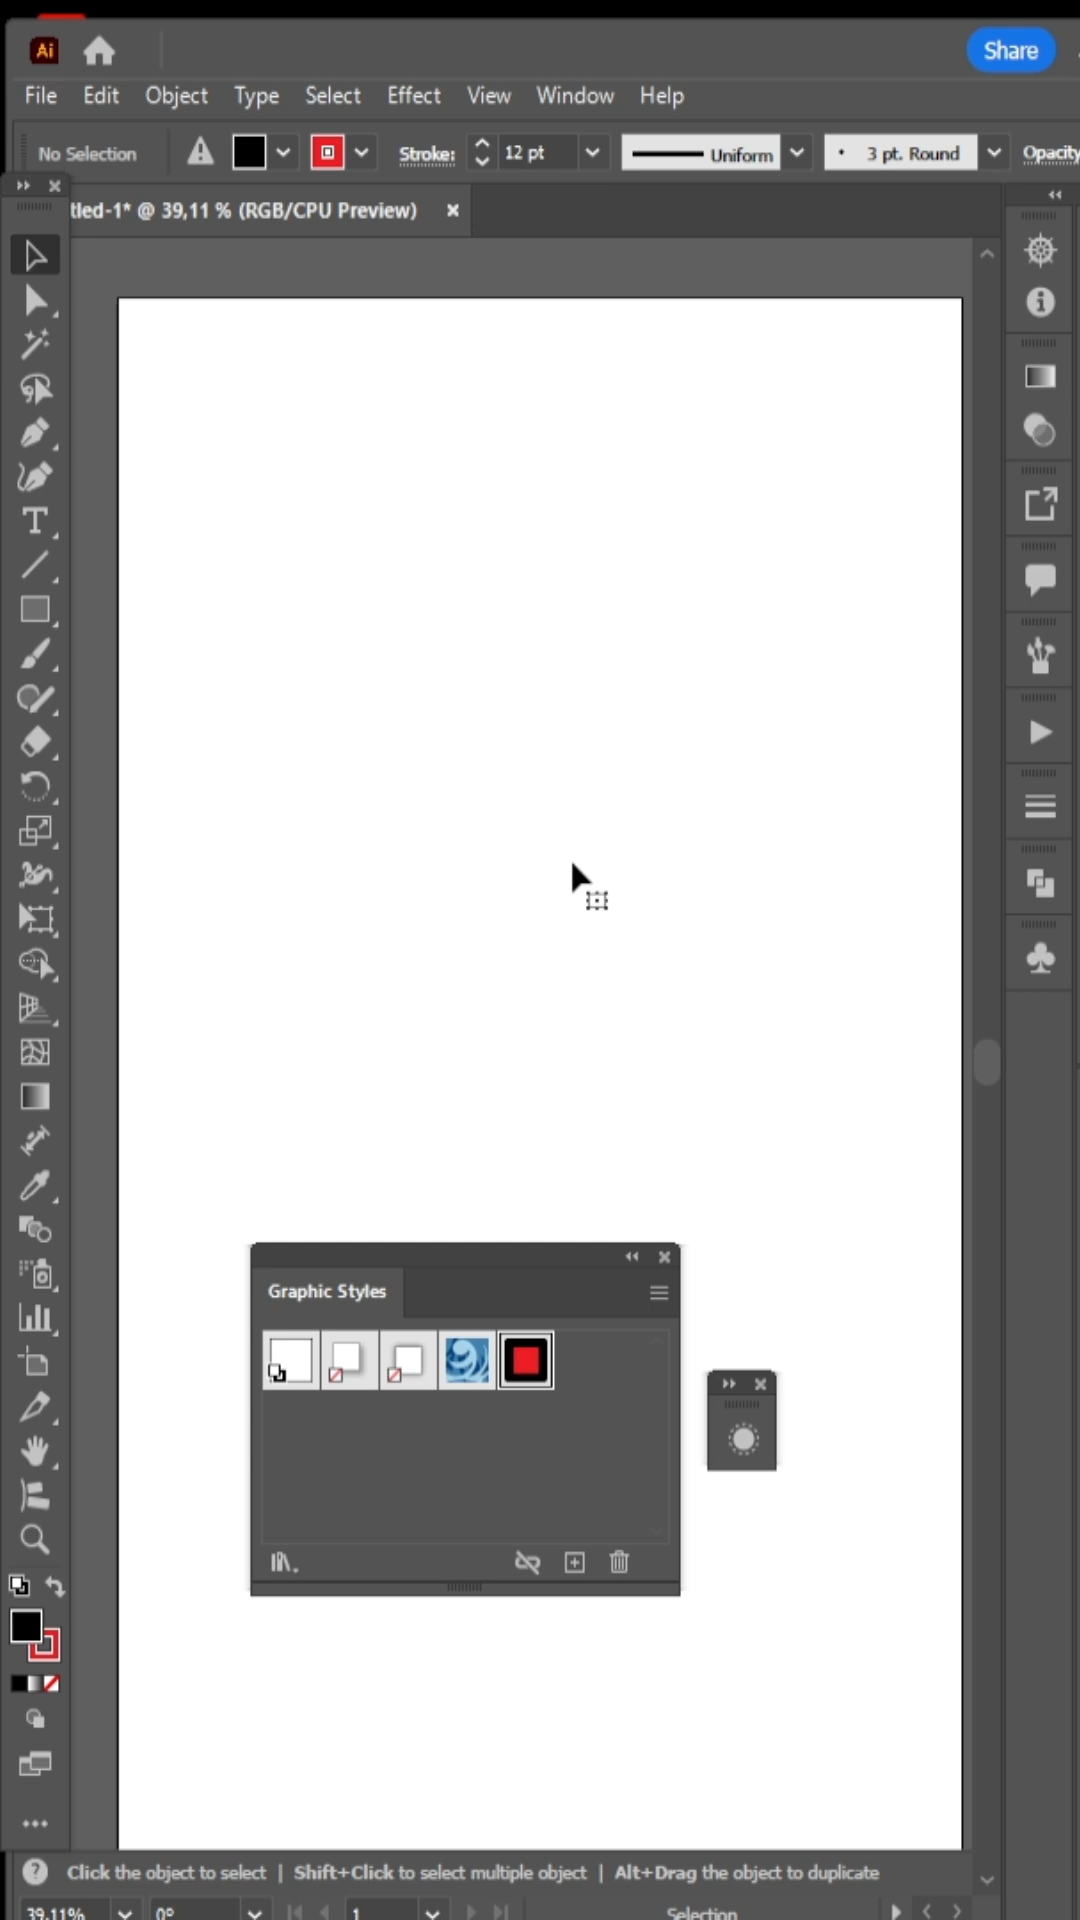 Ai
Share
File Edit Object Type Select Effect View Window Help
No Selection Stroke: 12 pt Uniform 3 pt. Round Opacity
tled-1* @ 39,11 % (RGB/CPU Preview)
Graphic Styles
Click the object to select | Shift+Click to select multiple object | Alt+Drag the object to duplicate
39,11% 0° 1 Selection